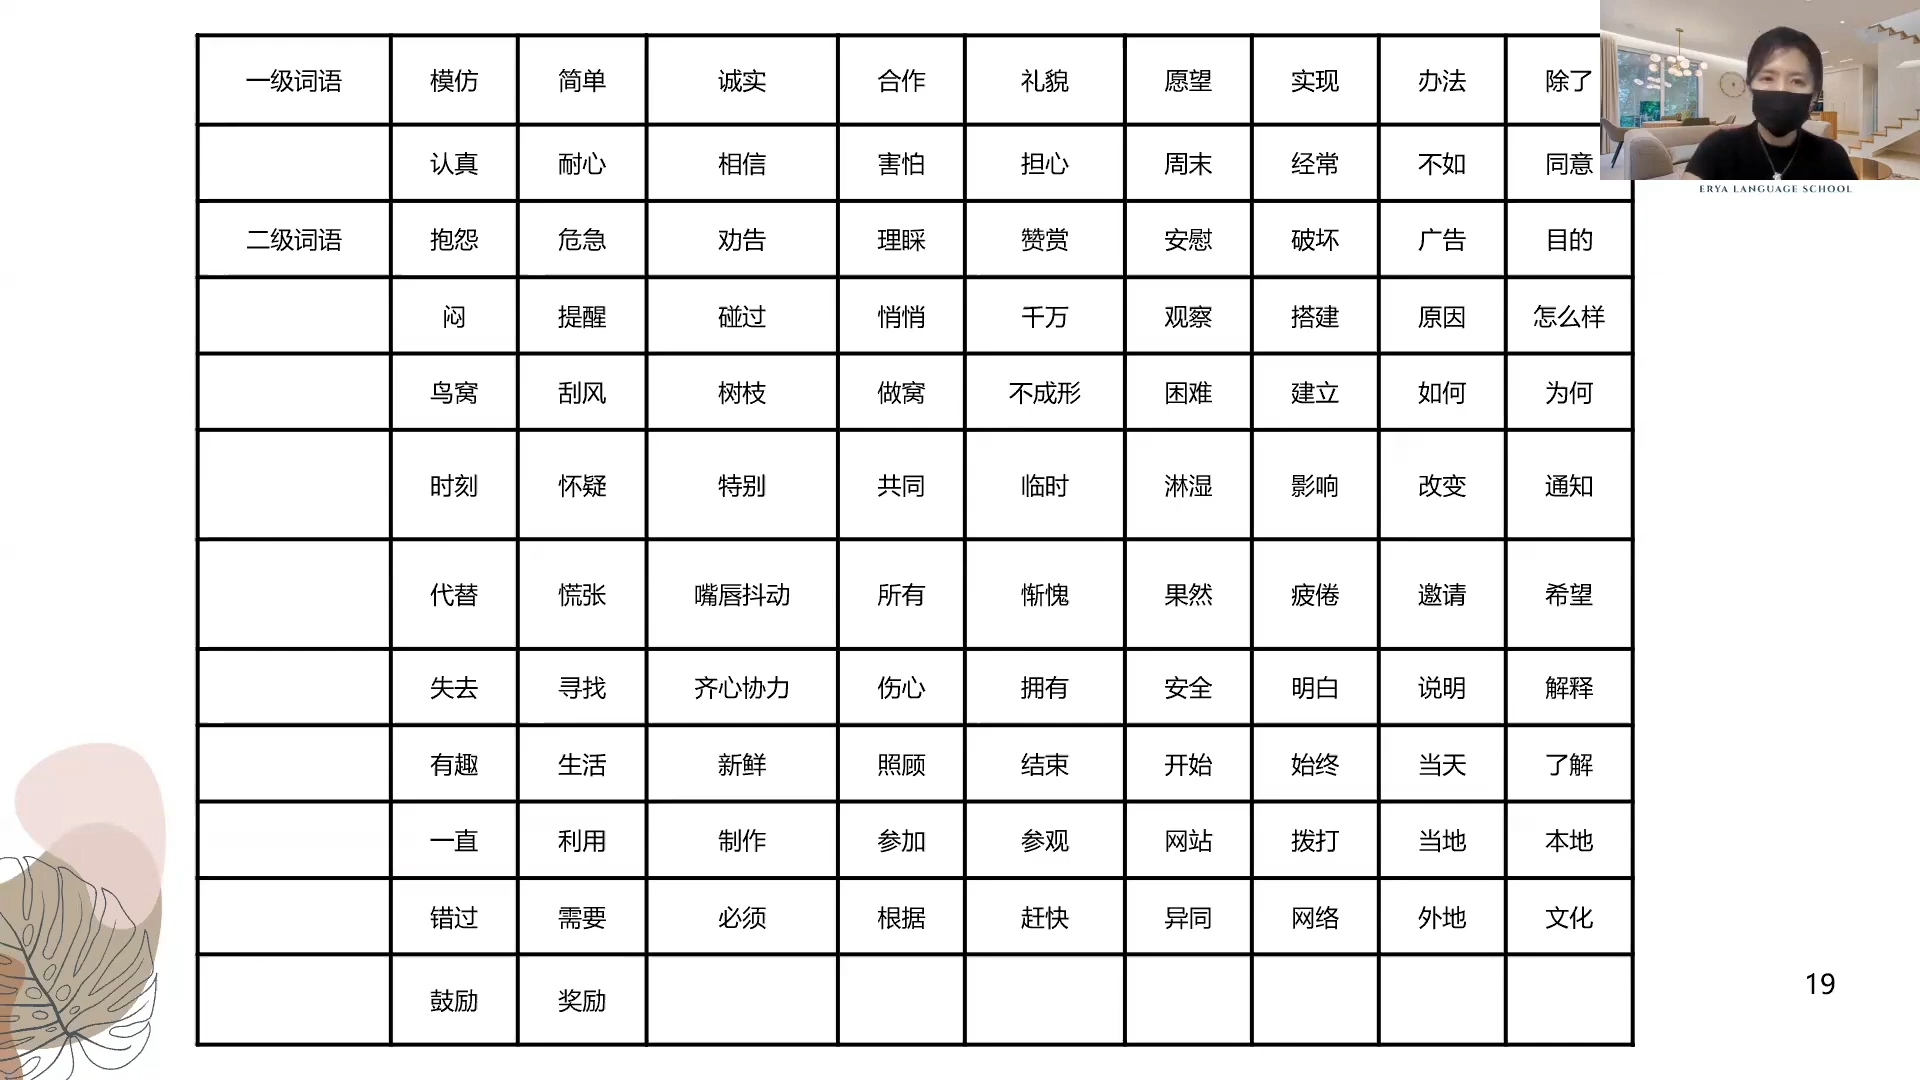 一级词语 模仿 简单 诚实 合作 礼貌 愿望 实现 办法 除了
认真 耐心 相信 害怕 担心 周末 经常 不如 同意
ERYA LANGUAGE SCHOOL
二级词语 抱怨 危急 劝告 理睬 赞赏 安慰 破坏 广告 目的
闷 提醒 碰过 悄悄 千万 观察 搭建 原因 怎么样
鸟窝 刮风 树枝 做窝 不成形 困难 建立 如何 为何
时刻 怀疑 特别 共同 临时 淋湿 影响 改变 通知
代替 慌张 嘴唇抖动 所有 惭愧 果然 疲倦 邀请 希望
失去 寻找 齐心协力 伤心 拥有 安全 明白 说明 解释
有趣 生活 新鲜 照顾 结束 开始 始终 当天 了解
一直 利用 制作 参加 参观 网站 拨打 当地 本地
错过 需要 必须 根据 赶快 异同 网络 外地 文化
鼓励 奖励
19